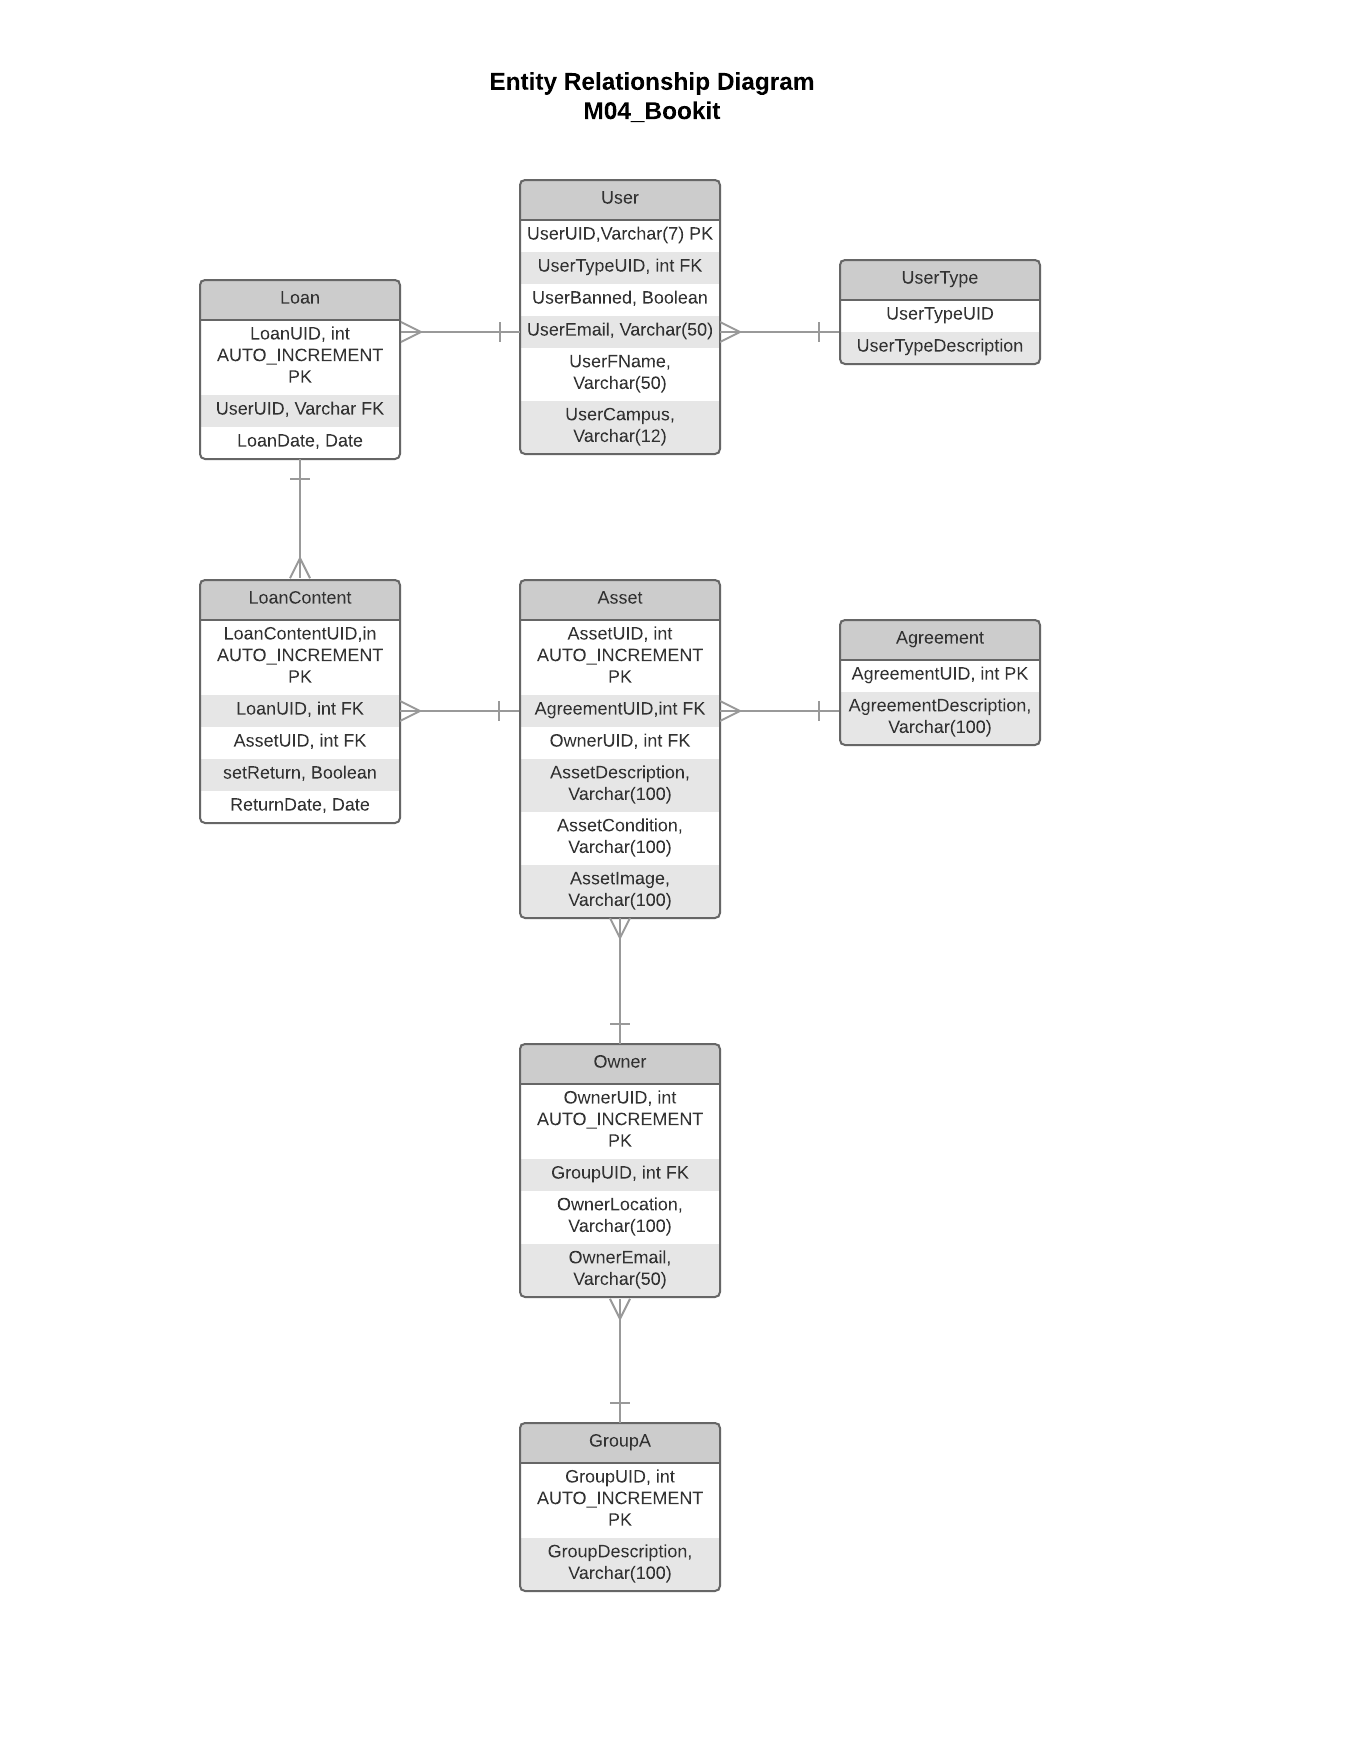 Entity Relationship Diagram
M04_Bookit
User
UserUID,Varchar(7) PK
UserTypeUID, int FK
UserBanned, Boolean
UserEmail, Varchar(50)
UserFName,
Varchar(50)
UserCampus,
Varchar(12)
UserType
UserTypeUID
UserTypeDescription
Loan
LoanUID, int
AUTO_INCREMENT
PK
UserUID, Varchar FK
LoanDate, Date
LoanContent
LoanContentUID,in
AUTO_INCREMENT
PK
LoanUID, int FK
AssetUID, int FK
setReturn, Boolean
ReturnDate, Date
Asset
AssetUID, int
AUTO_INCREMENT
PK
AgreementUID,int FK
OwnerUID, int FK
AssetDescription,
Varchar(100)
AssetCondition,
Varchar(100)
AssetImage,
Varchar(100)
Agreement
AgreementUID, int PK
AgreementDescription,
Varchar(100)
Owner
OwnerUID, int
AUTO_INCREMENT
PK
GroupUID, int FK
OwnerLocation,
Varchar(100)
OwnerEmail,
Varchar(50)
GroupA
GroupUID, int
AUTO_INCREMENT
PK
GroupDescription,
Varchar(100)